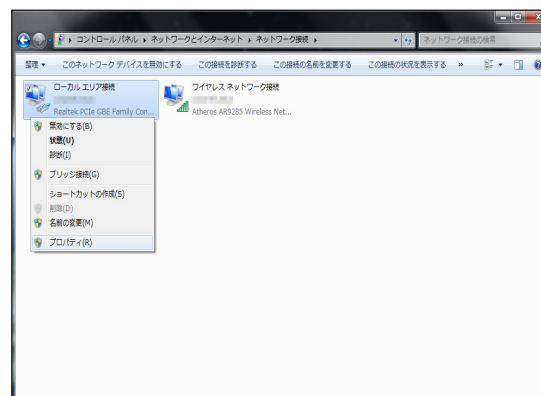 コントロール パネル ▸ ネットワークとインターネット ▸ ネットワーク接続 ▸
ネットワーク接続の検索
整理 ▼ このネットワーク デバイスを無効にする この接続を診断する この接続の名前を変更する この接続の状況を表示する »
ローカル エリア接続
Realtek PCIe GBE Family Con...
ワイヤレス ネットワーク接続
Atheros AR9285 Wireless Net...
無効にする(B)
状態(U)
診断(I)
ブリッジ接続(G)
ショートカットの作成(S)
削除(D)
名前の変更(M)
プロパティ(R)